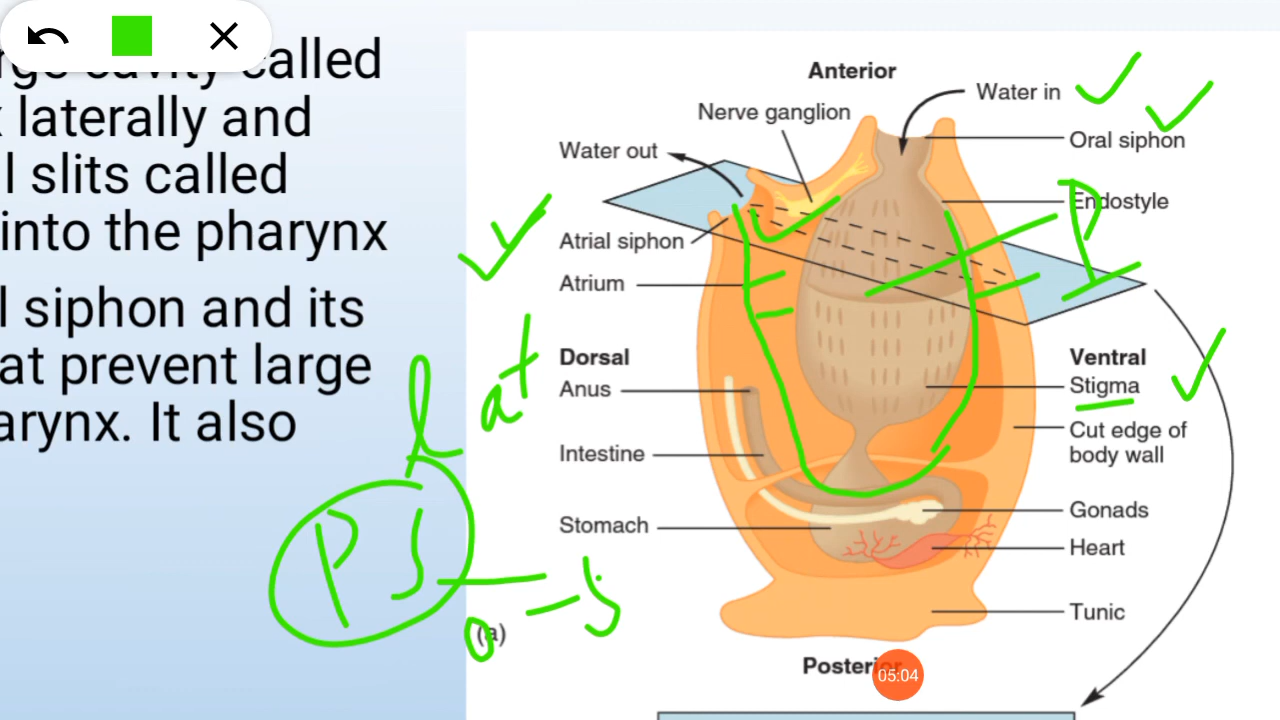 called
laterally and
l slits called
into the pharynx
l siphon and its
at prevent large
arynx. It also
Anterior
Water in
Nerve ganglion
Oral siphon
Water out
Endostyle
Atrial siphon
Atrium
Dorsal
Ventral
Anus
Stigma
Cut edge of
body wall
Intestine
Gonads
Stomach
Heart
Tunic
(a)
Posterior
05:04
P
at
PS